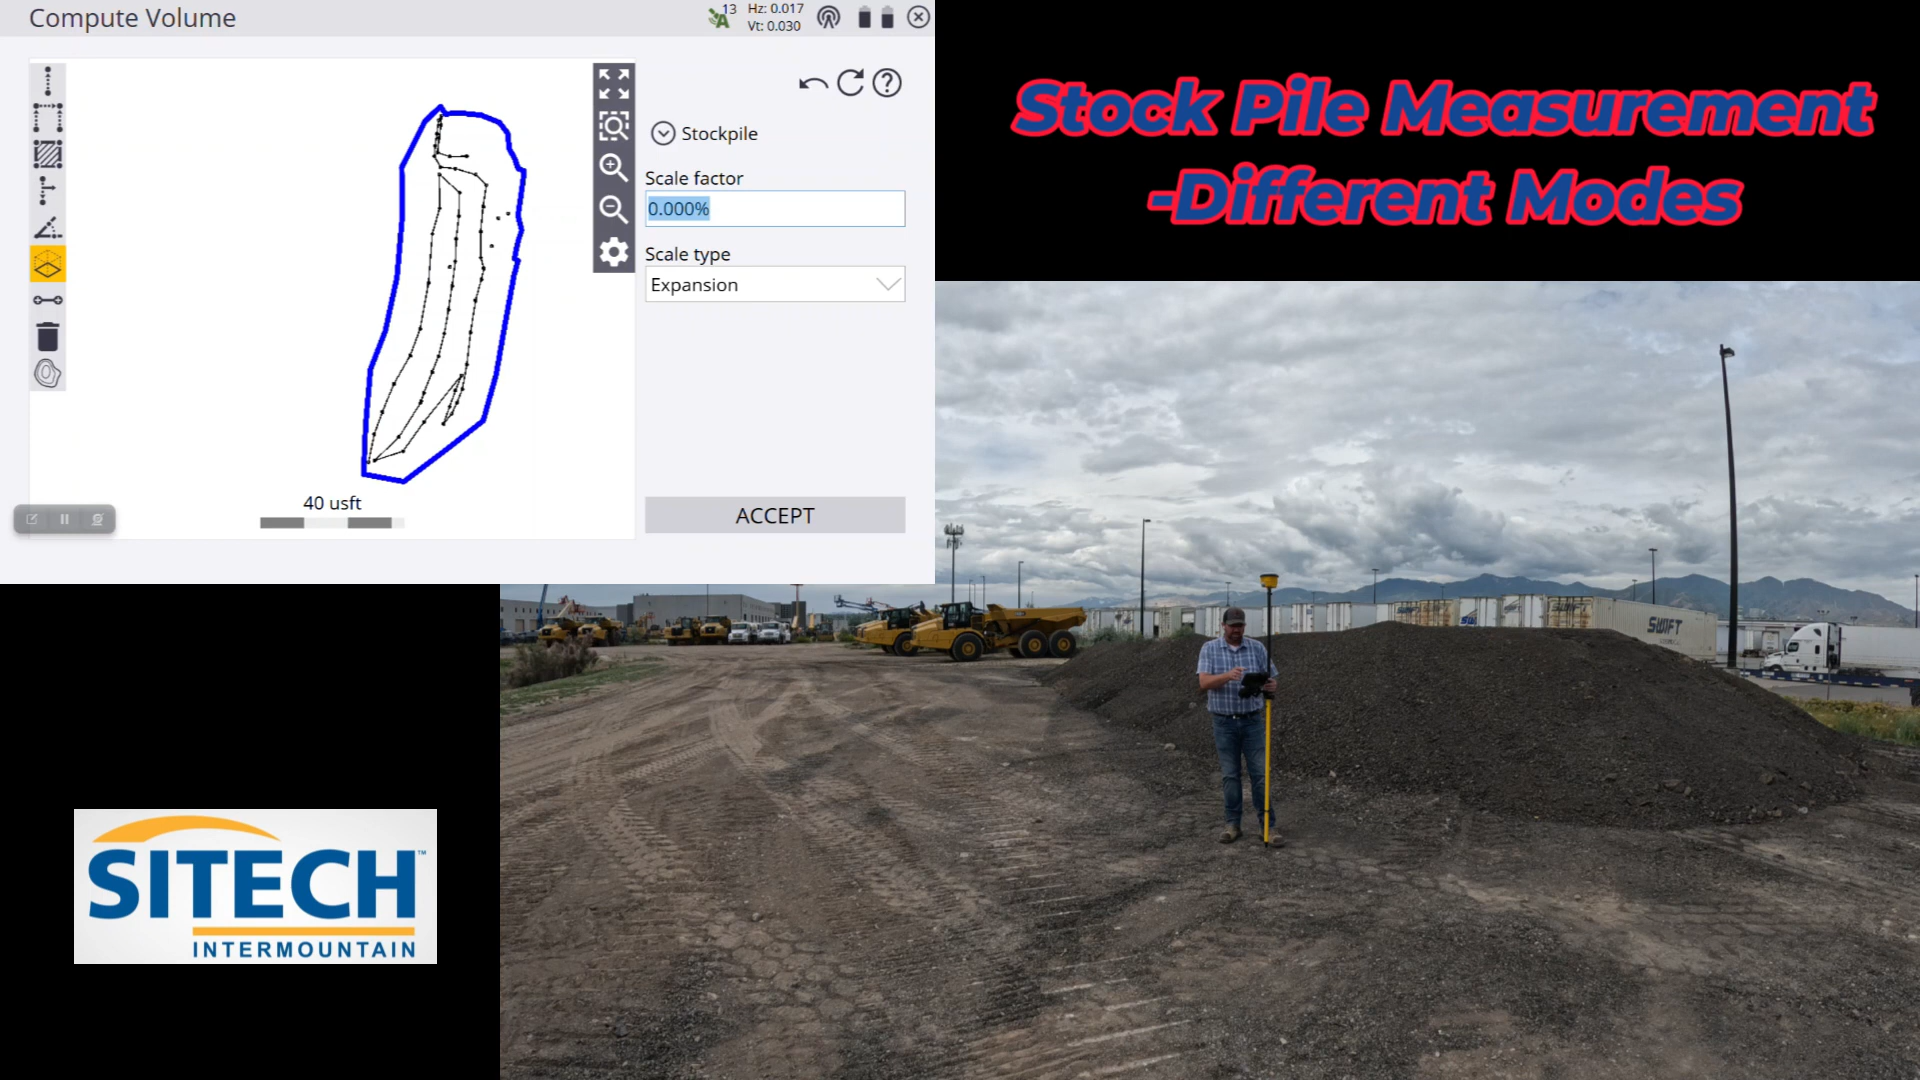 Compute Volume
13
Hz: 0.017
Vt: 0.030
Stockpile
Scale factor
0.000%
Scale type
Expansion
40 usft
ACCEPT
Stock Pile Measurement
-Different Modes
SWIFT
SITECH™
INTERMOUNTAIN